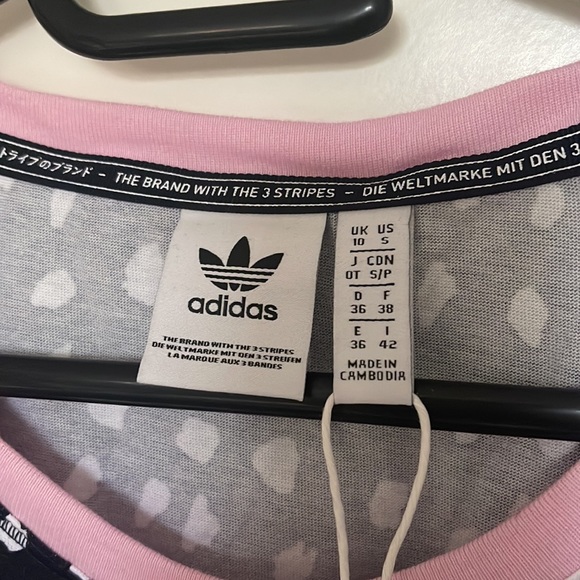 トライプのブランド - THE BRAND WITH THE 3 STRIPES - DIE WELTMARKE MIT DEN 3
adidas
THE BRAND WITH THE 3 STRIPES
DIE WELTMARKE MIT DEN 3 STREIFEN
LA MARQUE AUX 3 BANDES
UK US
10 S
J CDN
OT S/P
D F
36 38
E I
36 42
MADE IN
CAMBODIA